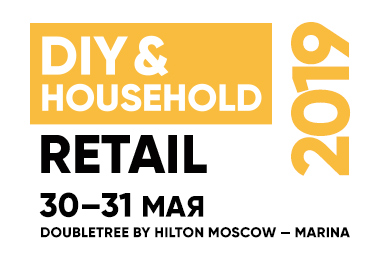 DIY &
HOUSEHOLD
RETAIL
30–31 МАЯ
DOUBLETREE BY HILTON MOSCOW — MARINA
2019